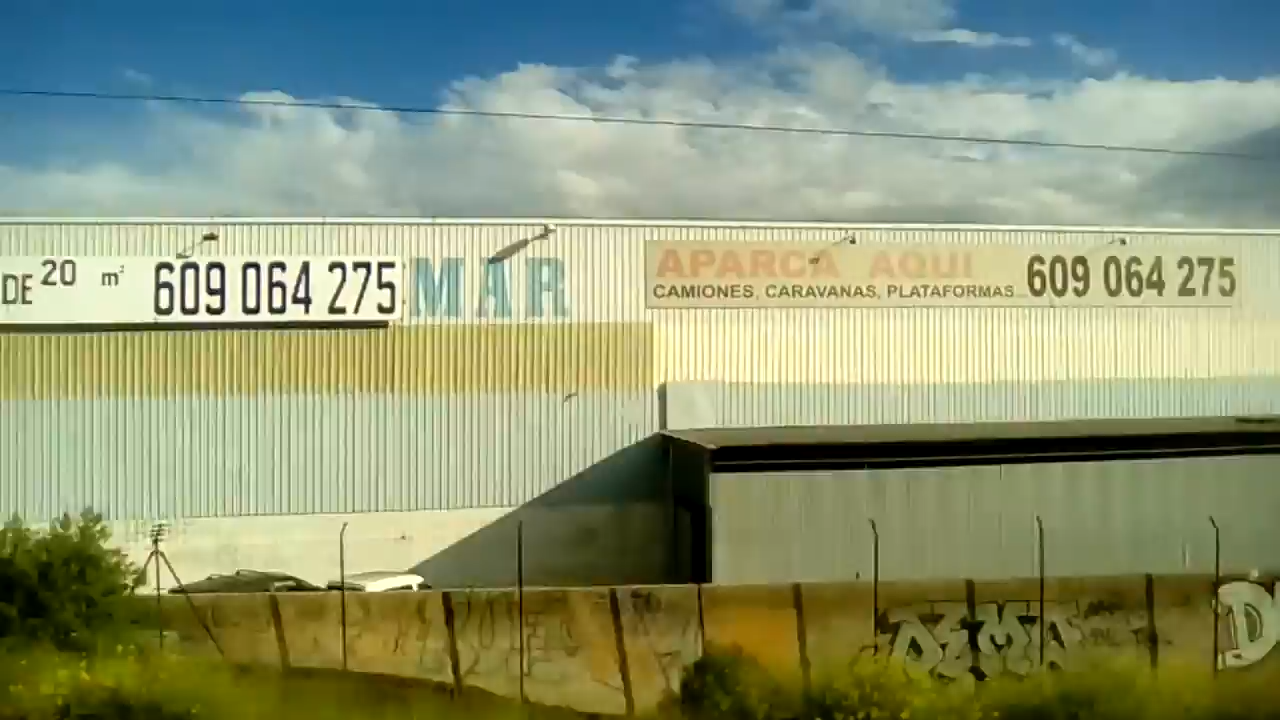 DE 20 m² 609 064 275
MAR
APARCA AQUI
CAMIONES, CARAVANAS, PLATAFORMAS... 609 064 275